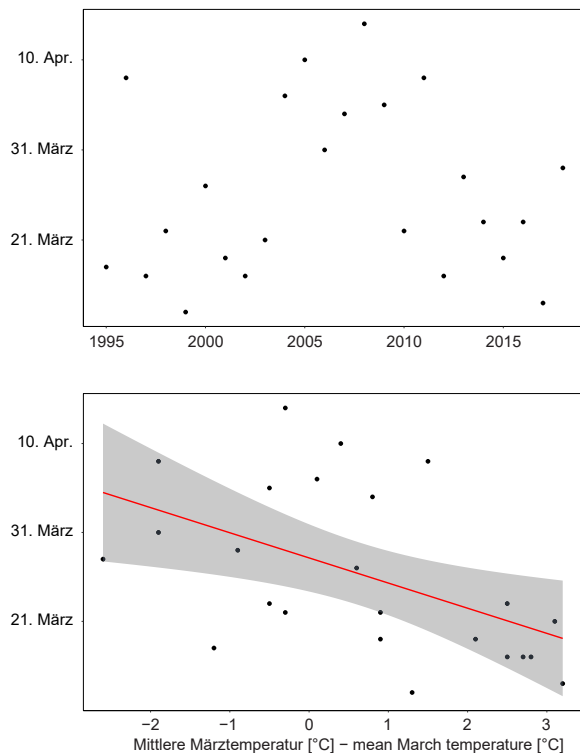 10. Apr.
31. März
21. März
1995 2000 2005 2010 2015
10. Apr.
31. März
21. März
−2 −1 0 1 2 3
Mittlere Märztemperatur [°C] − mean March temperature [°C]